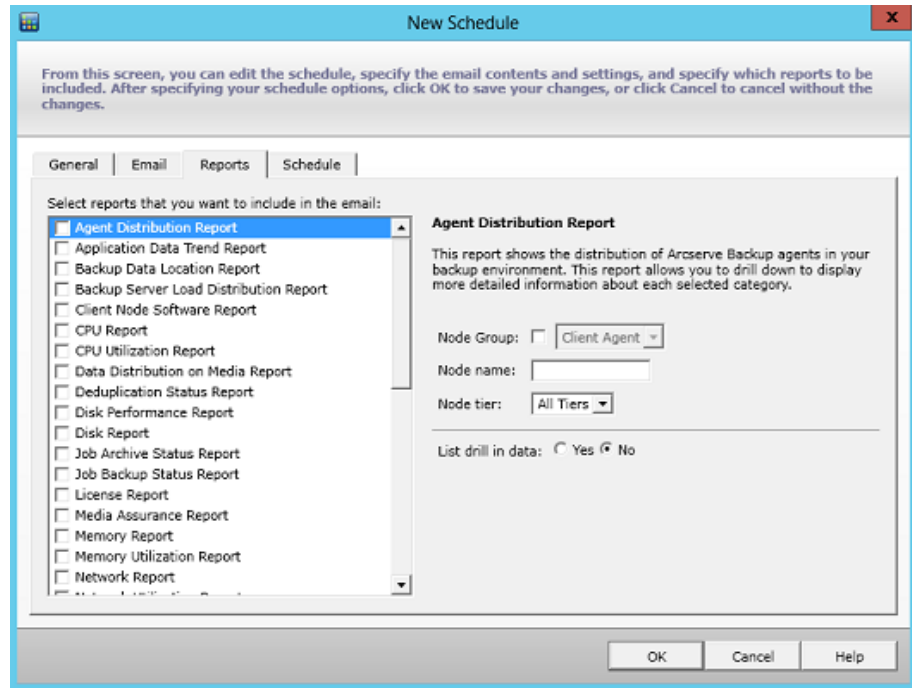 New Schedule
x
From this screen, you can edit the schedule, specify the email contents and settings, and specify which reports to be
included. After specifying your schedule options, click OK to save your changes, or click Cancel to cancel without the
changes.
General Email Reports Schedule
Select reports that you want to include in the email:
Agent Distribution Report
Application Data Trend Report
Backup Data Location Report
Backup Server Load Distribution Report
Client Node Software Report
CPU Report
CPU Utilization Report
Data Distribution on Media Report
Deduplication Status Report
Disk Performance Report
Disk Report
Job Archive Status Report
Job Backup Status Report
License Report
Media Assurance Report
Memory Report
Memory Utilization Report
Network Report
Agent Distribution Report
This report shows the distribution of Arcserve Backup agents in your
backup environment. This report allows you to drill down to display
more detailed information about each selected category.
Node Group: Client Agent
Node name:
Node tier: All Tiers
List drill in data: Yes No
OK Cancel Help